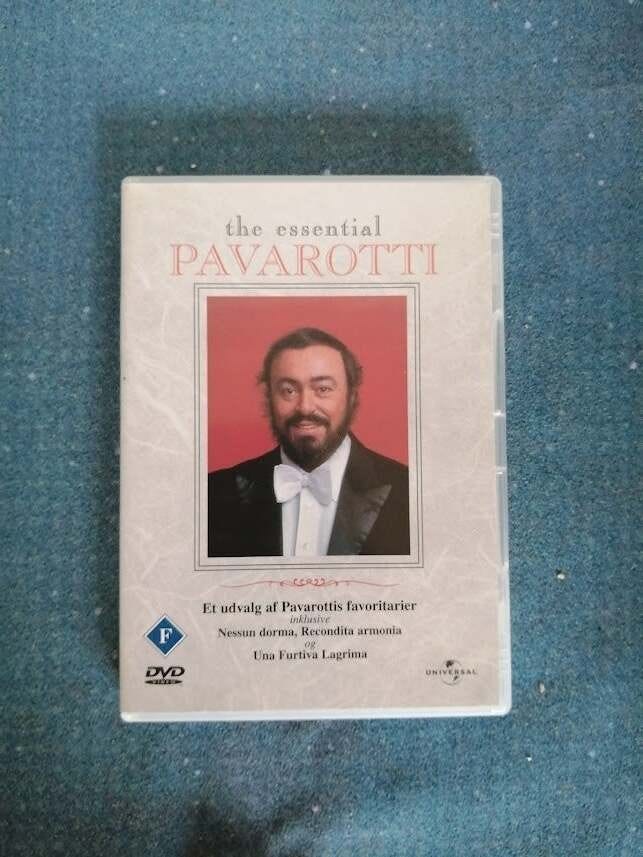 the essential
PAVAROTTI
Et udvalg af Pavarottis favoritarier
inklusive
Nessun dorma, Recondita armonia
og
Una Furtiva Lagrima
F
DVD
VIDEO
UNIVERSAL